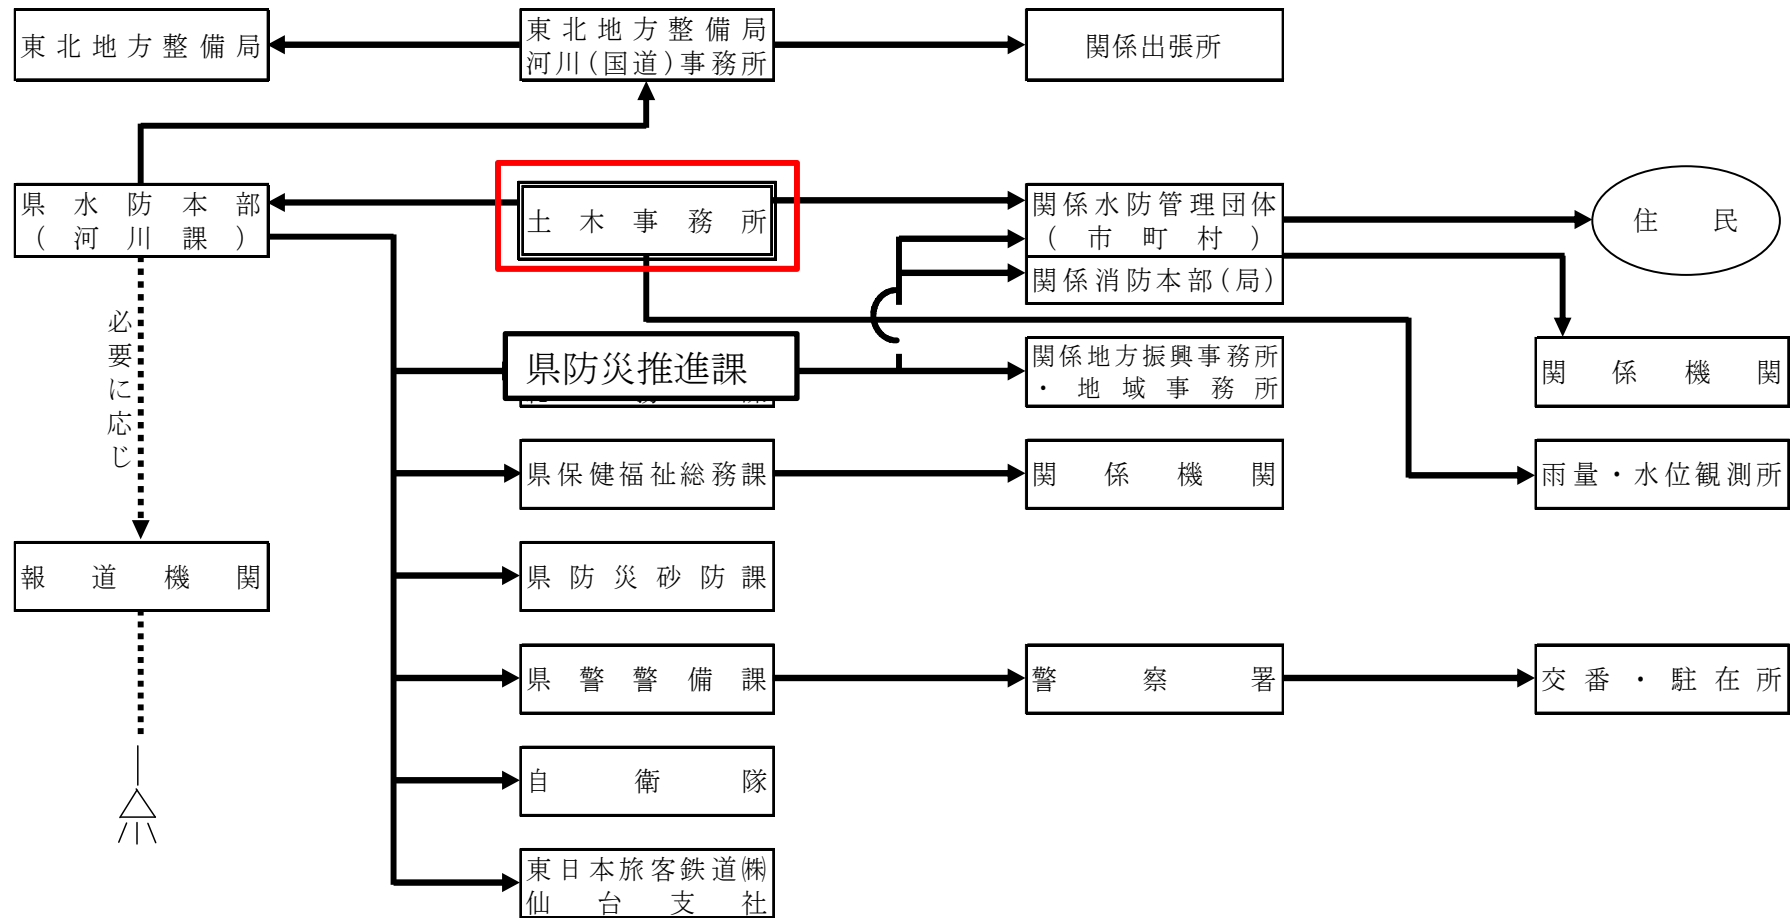 東北地方整備局
東北地方整備局
河川(国道)事務所
関係出張所
県水防本部
(河川課)
土木事務所
関係水防管理団体
(市町村)
関係消防本部(局)
住民
必要に応じ
県防災推進課
関係地方振興事務所
・地域事務所
関係機関
県保健福祉総務課
関係機関
雨量・水位観測所
報道機関
県防災砂防課
県警警備課
警察署
交番・駐在所
自衛隊
東日本旅客鉄道㈱
仙台支社